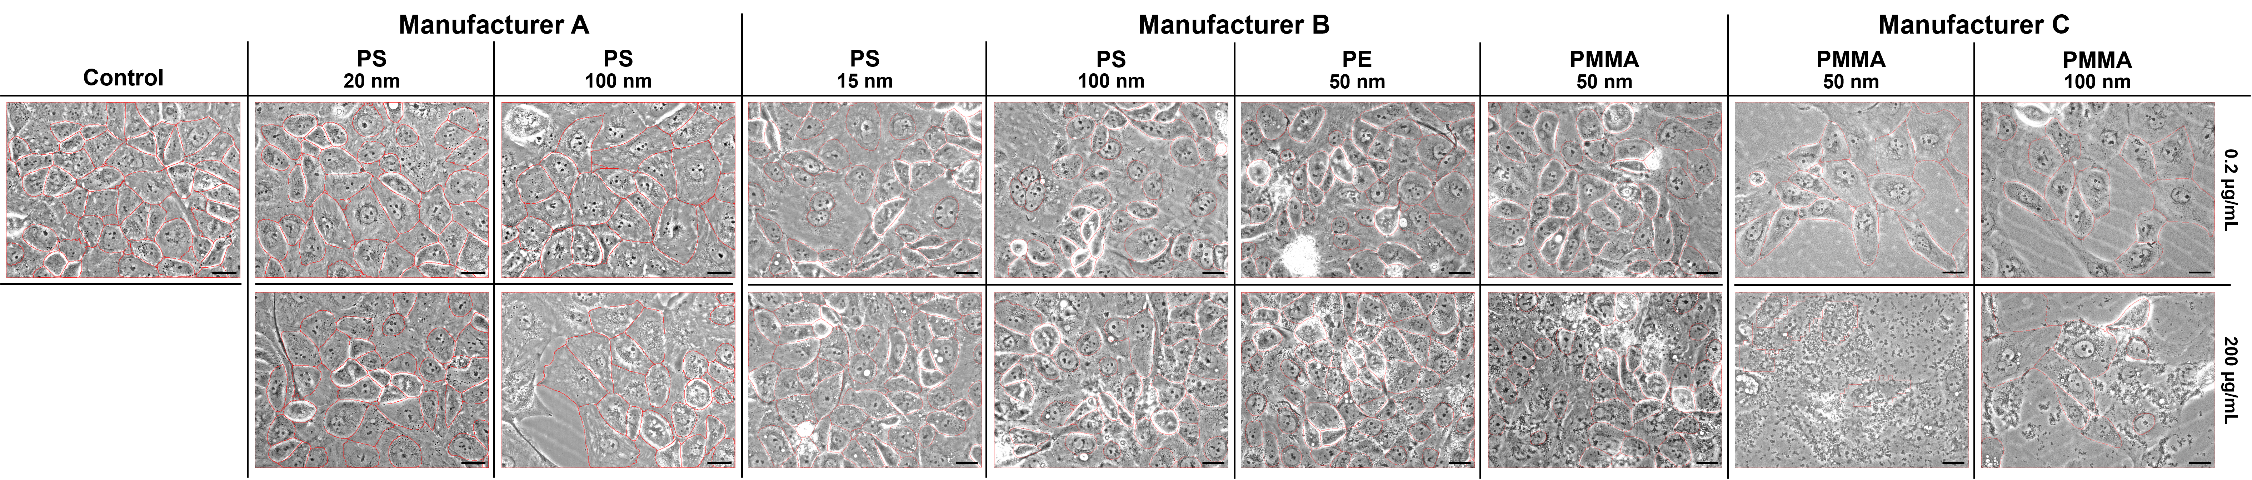 Manufacturer A
Manufacturer B
Manufacturer C
Control
PS
20 nm
PS
100 nm
PS
15 nm
PS
100 nm
PE
50 nm
PMMA
50 nm
PMMA
50 nm
PMMA
100 nm
0.2 µg/mL
200 µg/mL